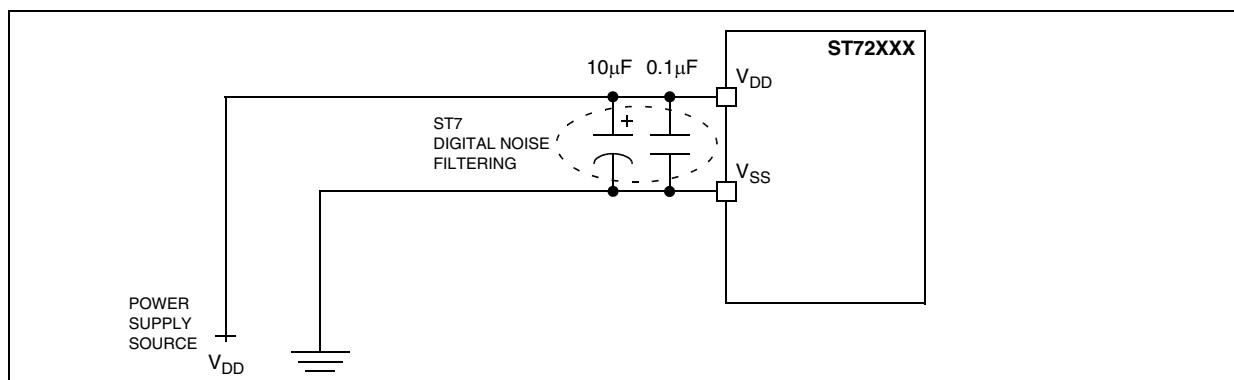 ST72XXX
10μF 0.1μF
VDD
+
ST7
DIGITAL NOISE
FILTERING
VSS
POWER
SUPPLY
SOURCE
VDD